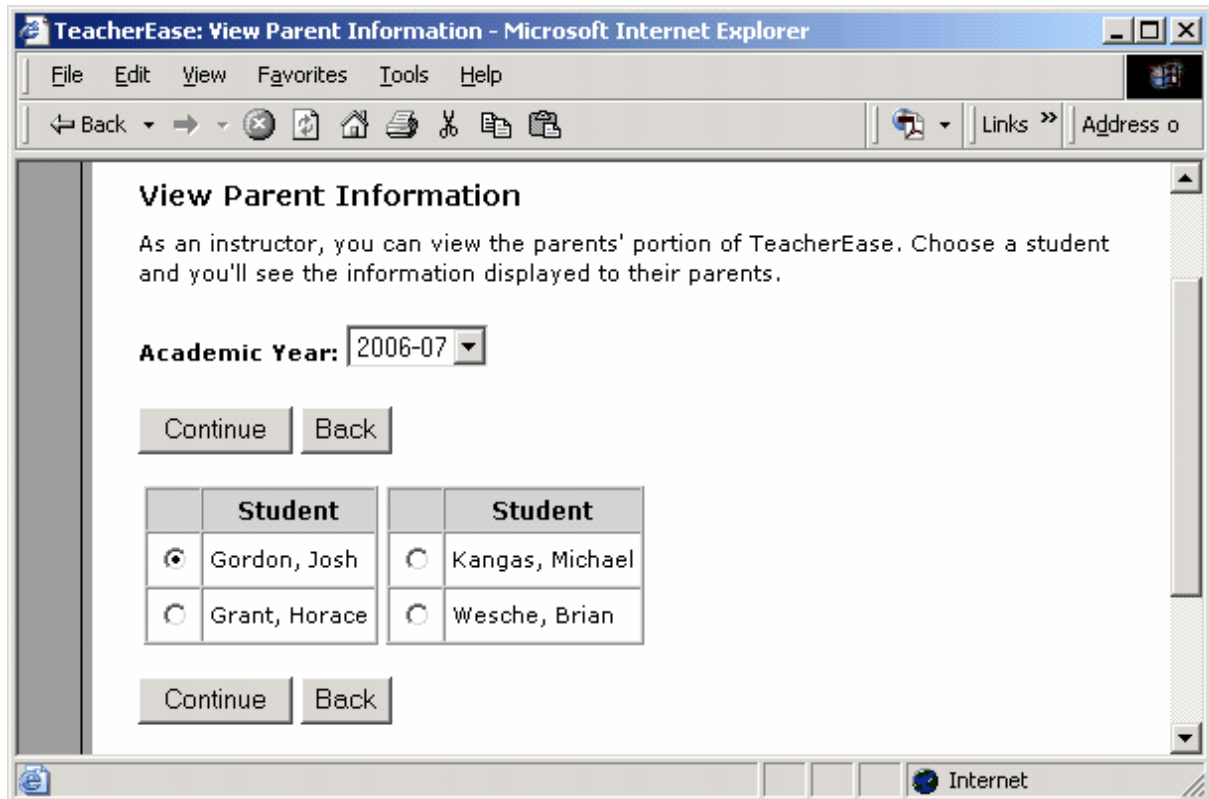 TeacherEase: View Parent Information - Microsoft Internet Explorer
File Edit View Favorites Tools Help
Back Links » Address o
View Parent Information
As an instructor, you can view the parents' portion of TeacherEase. Choose a student
and you'll see the information displayed to their parents.
Academic Year: 2006-07
Continue Back
Student Student
Gordon, Josh Kangas, Michael
Grant, Horace Wesche, Brian
Continue Back
Internet